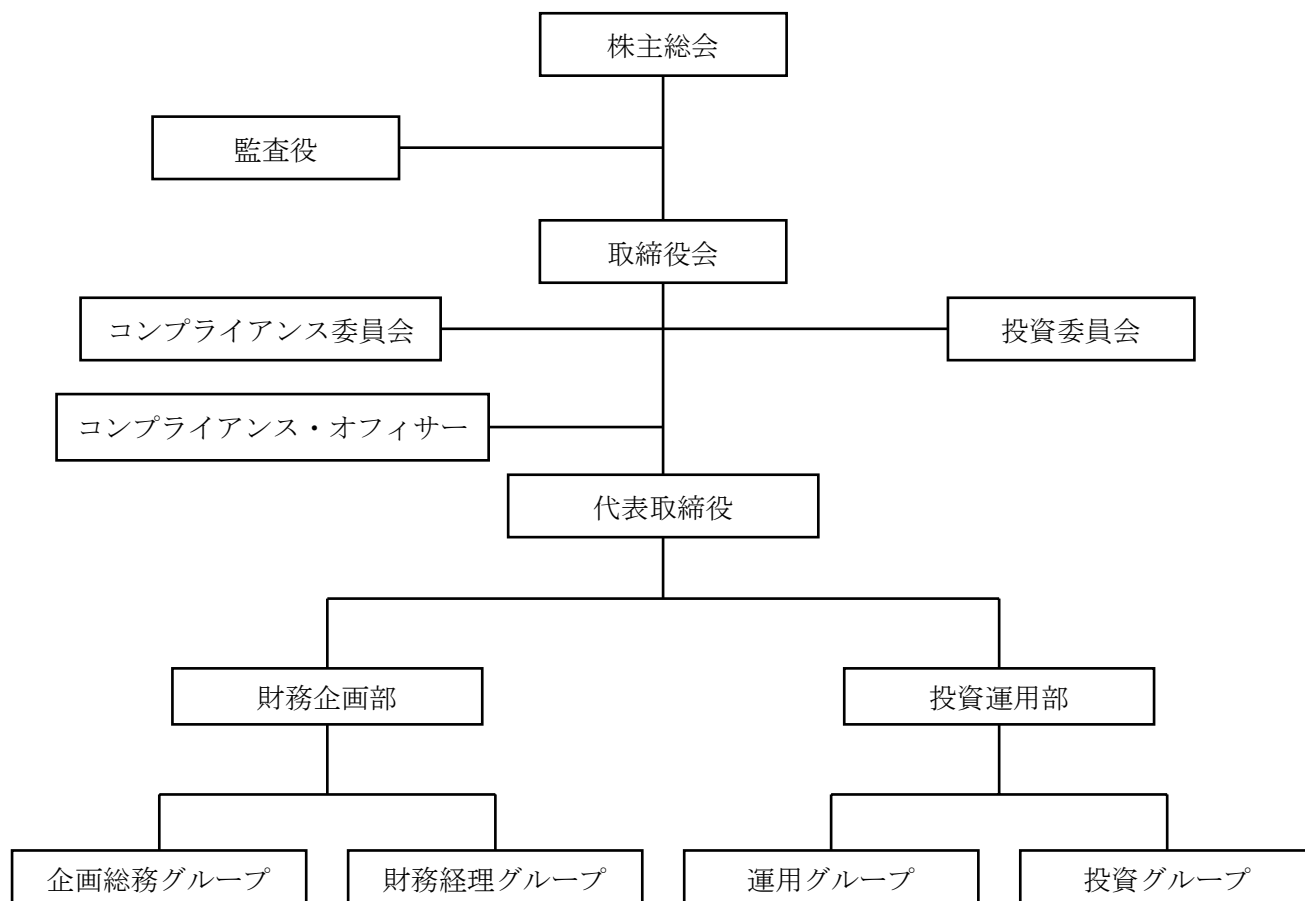 株主総会
監査役
取締役会
コンプライアンス委員会
投資委員会
コンプライアンス・オフィサー
代表取締役
財務企画部
投資運用部
企画総務グループ
財務経理グループ
運用グループ
投資グループ